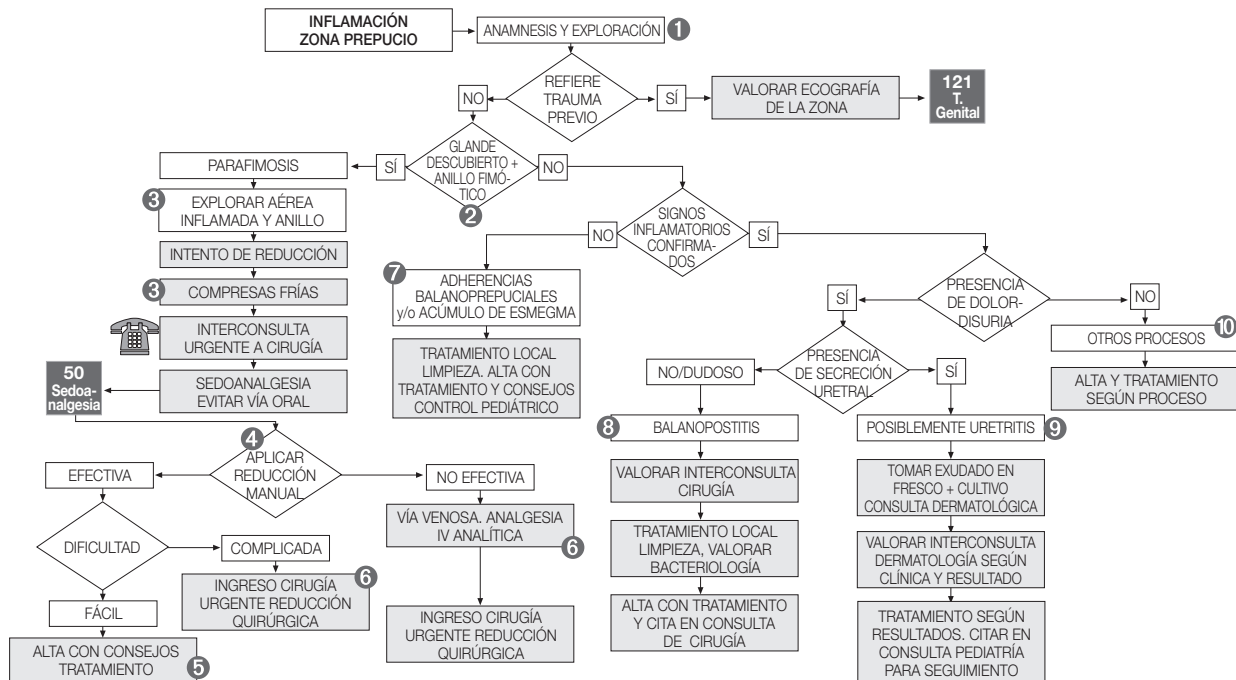 INFLAMACIÓN
ZONA PREPUCIO
ANAMNESIS Y EXPLORACIÓN
1
REFIERE
TRAUMA
PREVIO
NO
SÍ
VALORAR ECOGRAFÍA
DE LA ZONA
121
T.
Genital
GLANDE
DESCUBIERTO +
ANILLO FIMÓ-
TICO
2
SÍ
NO
PARAFIMOSIS
3
EXPLORAR AÉREA
INFLAMADA Y ANILLO
INTENTO DE REDUCCIÓN
3
COMPRESAS FRÍAS
INTERCONSULTA
URGENTE A CIRUGÍA
SEDOANALGESIA
EVITAR VÍA ORAL
50
Sedoa-
nalgesia
4
APLICAR
REDUCCIÓN
MANUAL
EFECTIVA
NO EFECTIVA
DIFICULTAD
COMPLICADA
INGRESO CIRUGÍA
URGENTE REDUCCIÓN
QUIRÚRGICA
6
FÁCIL
ALTA CON CONSEJOS
TRATAMIENTO
5
VÍA VENOSA. ANALGESIA
IV ANALÍTICA
6
INGRESO CIRUGÍA
URGENTE REDUCCIÓN
QUIRÚRGICA
SIGNOS
INFLAMATORIOS
CONFIRMA-
DOS
NO
SÍ
7
ADHERENCIAS
BALANOPREPUCIALES
y/o ACÚMULO DE ESMEGMA
TRATAMIENTO LOCAL
LIMPIEZA. ALTA CON
TRATAMIENTO Y CONSEJOS
CONTROL PEDIÁTRICO
PRESENCIA
DE DOLOR-
DISURIA
SÍ
NO
10
OTROS PROCESOS
ALTA Y TRATAMIENTO
SEGÚN PROCESO
PRESENCIA
DE SECRECIÓN
URETRAL
NO/DUDOSO
SÍ
8
BALANOPOSTITIS
VALORAR INTERCONSULTA
CIRUGÍA
TRATAMIENTO LOCAL
LIMPIEZA, VALORAR
BACTERIOLOGÍA
ALTA CON TRATAMIENTO
Y CITA EN CONSULTA
DE CIRUGÍA
POSIBLEMENTE URETRITIS
9
TOMAR EXUDADO EN
FRESCO + CULTIVO
CONSULTA DERMATOLÓGICA
VALORAR INTERCONSULTA
DERMATOLOGÍA SEGÚN
CLÍNICA Y RESULTADO
TRATAMIENTO SEGÚN
RESULTADOS. CITAR EN
CONSULTA PEDIATRÍA
PARA SEGUIMIENTO